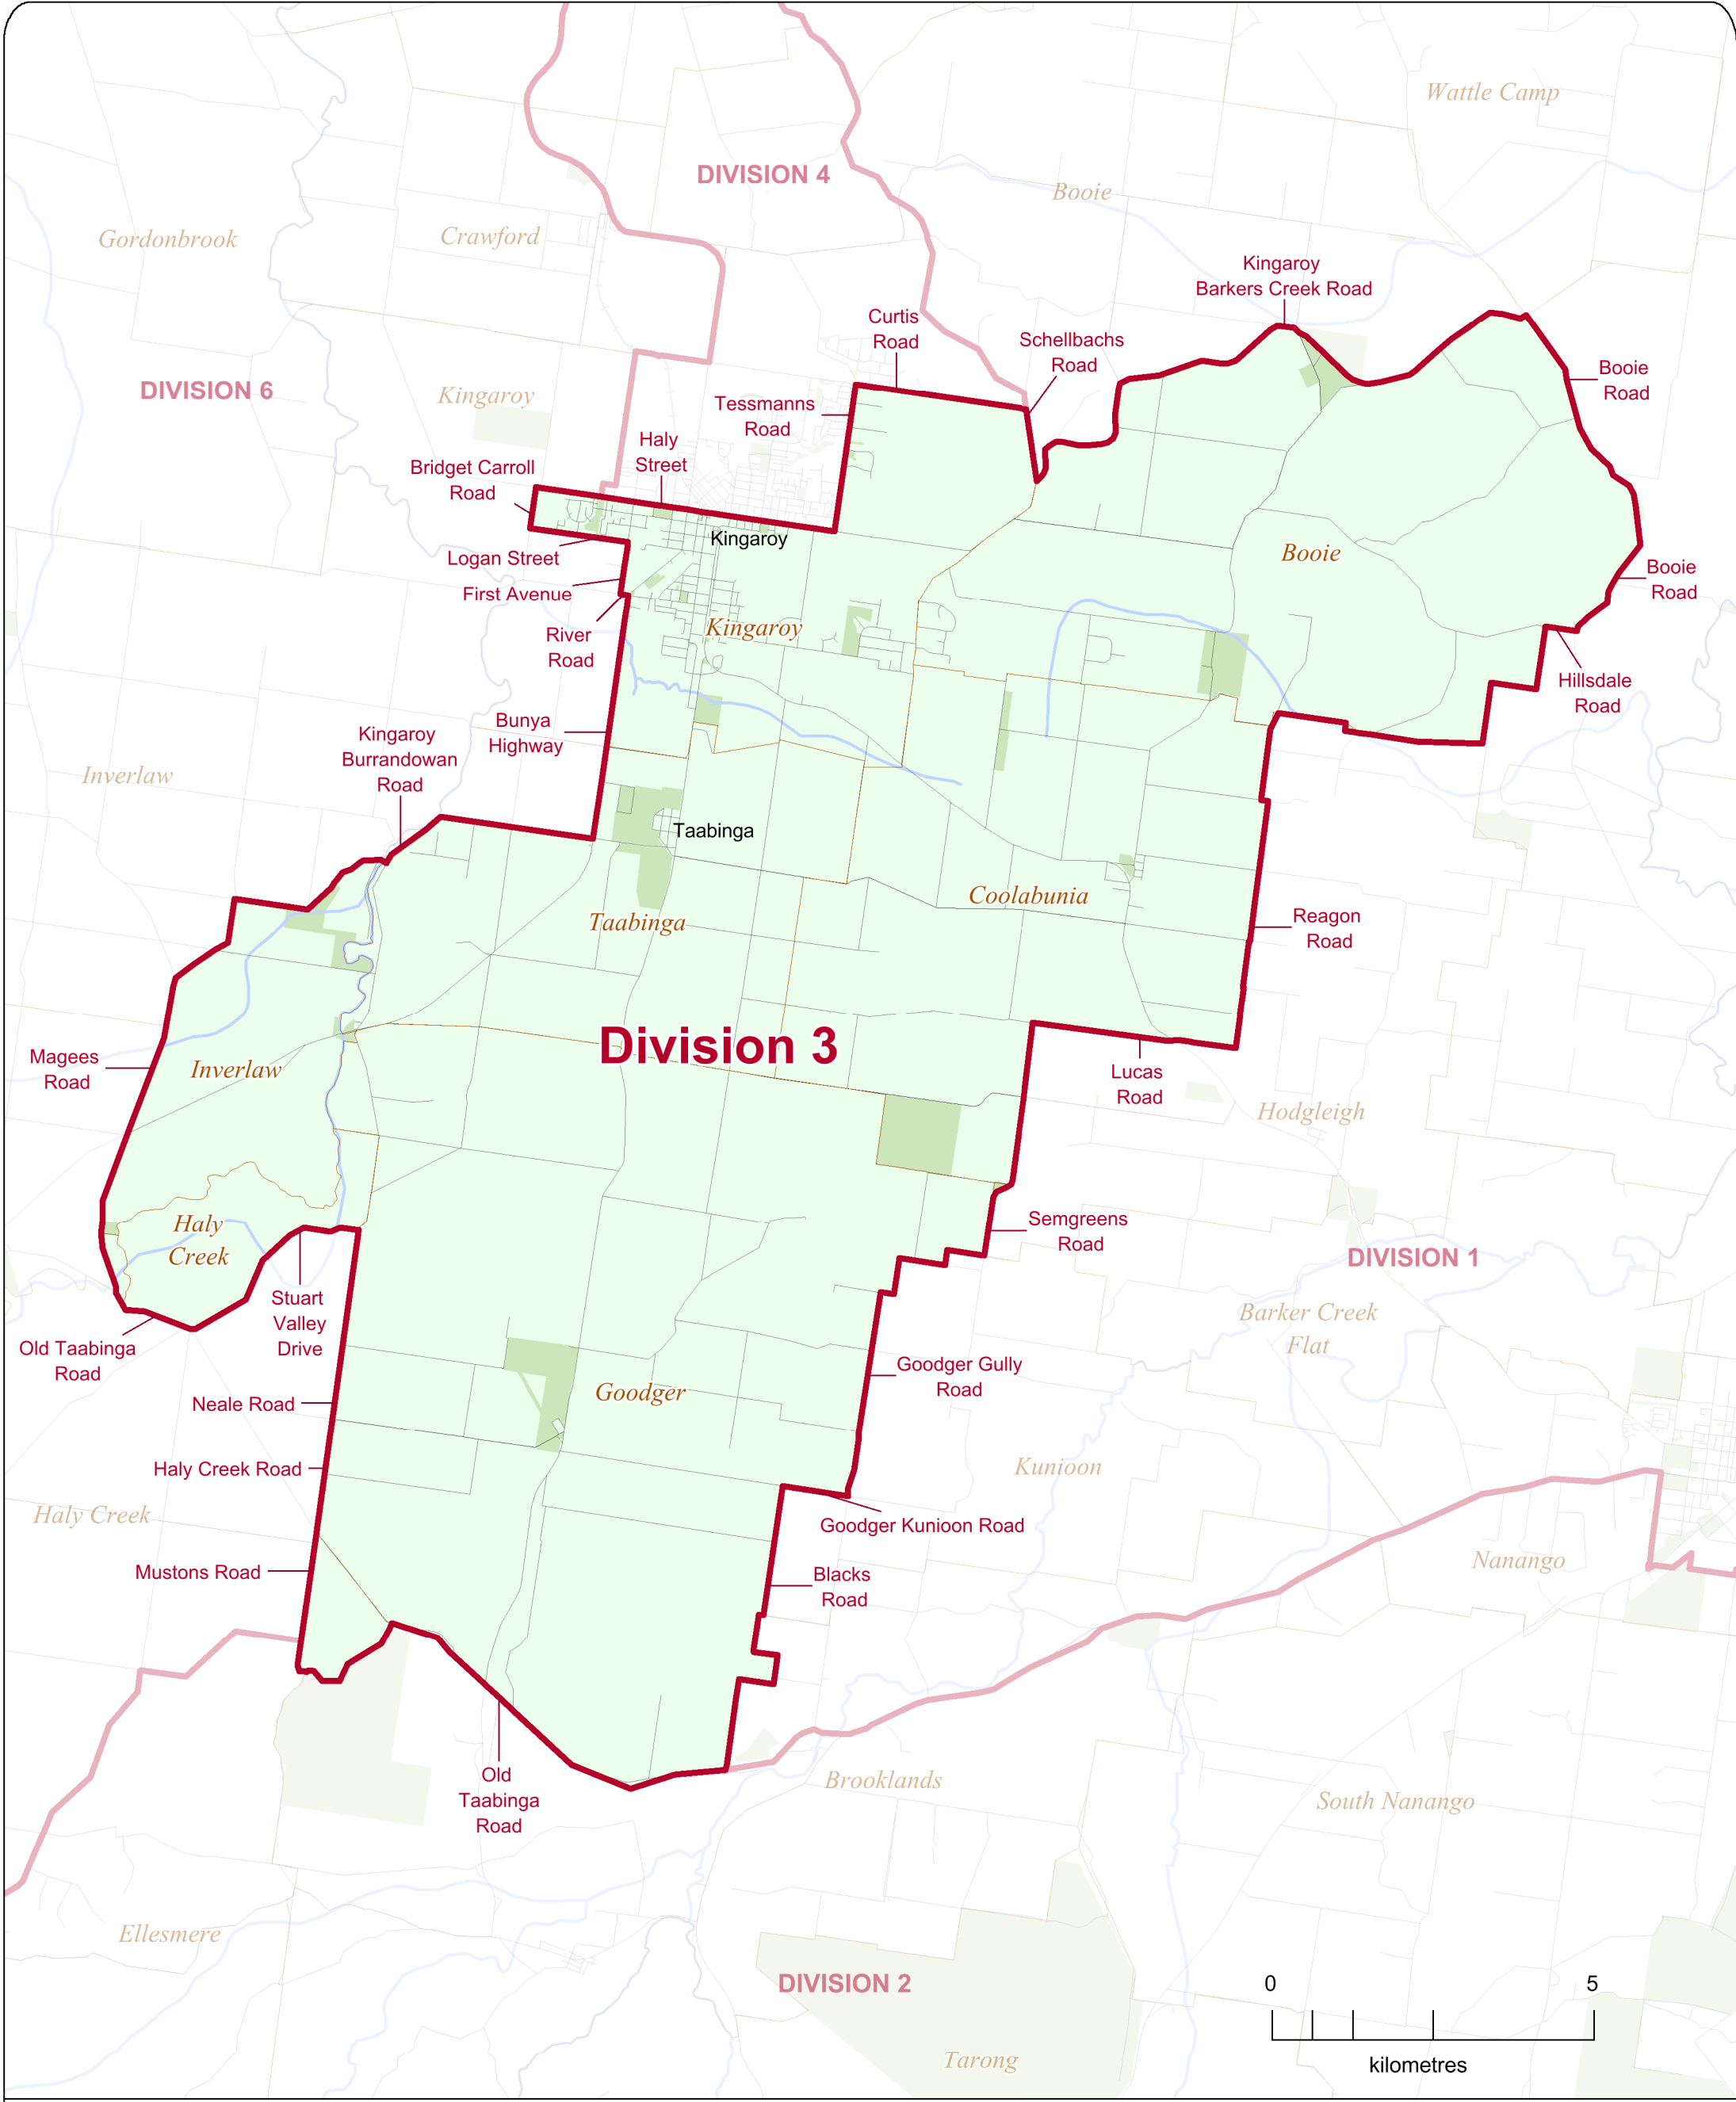 Wattle Camp
DIVISION 4
Booie
Gordonbrook
Crawford
Kingaroy
Barkers Creek Road
Curtis
Road
Schellbachs
Road
Booie
Road
DIVISION 6
Kingaroy
Tessmanns
Road
Haly
Street
Bridget Carroll
Road
Kingaroy
Logan Street
Booie
Booie
Road
First Avenue
Kingaroy
River
Road
Hillsdale
Road
Bunya
Highway
Kingaroy
Burrandowan
Road
Inverlaw
Taabinga
Coolabunia
Taabinga
Reagon
Road
Division 3
Magees
Road
Inverlaw
Lucas
Road
Hodgleigh
Haly
Creek
Semgreens
Road
DIVISION 1
Stuart
Valley
Drive
Barker Creek
Flat
Old Taabinga
Road
Goodger Gully
Road
Goodger
Neale Road
Haly Creek Road
Kunioon
Haly Creek
Goodger Kunioon Road
Nanango
Mustons Road
Blacks
Road
Old
Taabinga
Road
Brooklands
South Nanango
Ellesmere
DIVISION 2
0 5
kilometres
Tarong